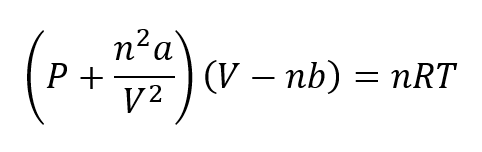 (P + n²a/V²)(V − nb) = nRT